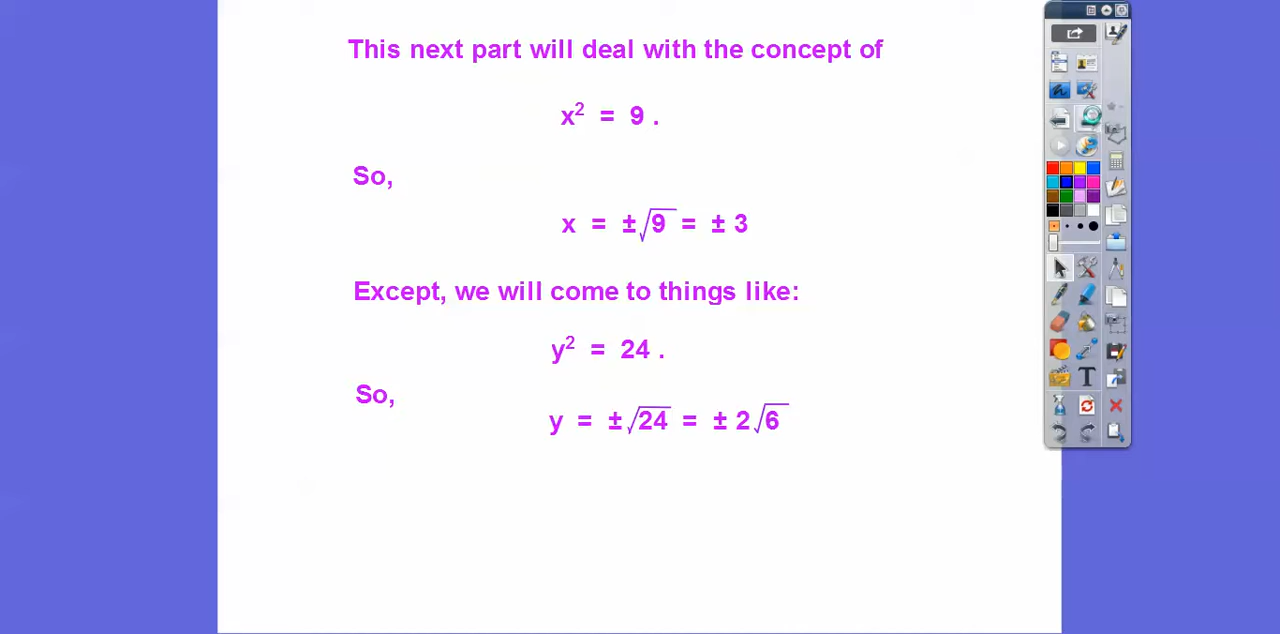 This next part will deal with the concept of
x² = 9 .
So,
x = ±√9 = ± 3
Except, we will come to things like:
y² = 24 .
So,
y = ±√24 = ± 2√6
T